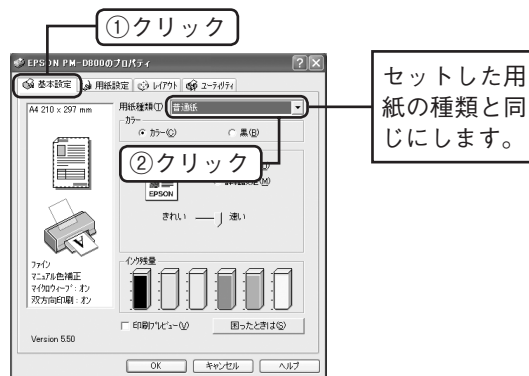 ①クリック
EPSON PM-D800のプロパティ
基本設定
用紙設定
レイアウト
ユーティリティ
A4 210 x 297 mm
用紙種類(T)
普通紙
セットした用
紙の種類と同
じにします。
カラー
カラー(C)
黒(B)
②クリック
EPSON
きれい
速い
ファイン
マニュアル色補正
マイクロウィーブ：オン
双方向印刷：オン
インク残量
印刷プレビュー(V)
困ったときは(S)
Version 5.50
OK
キャンセル
ヘルプ